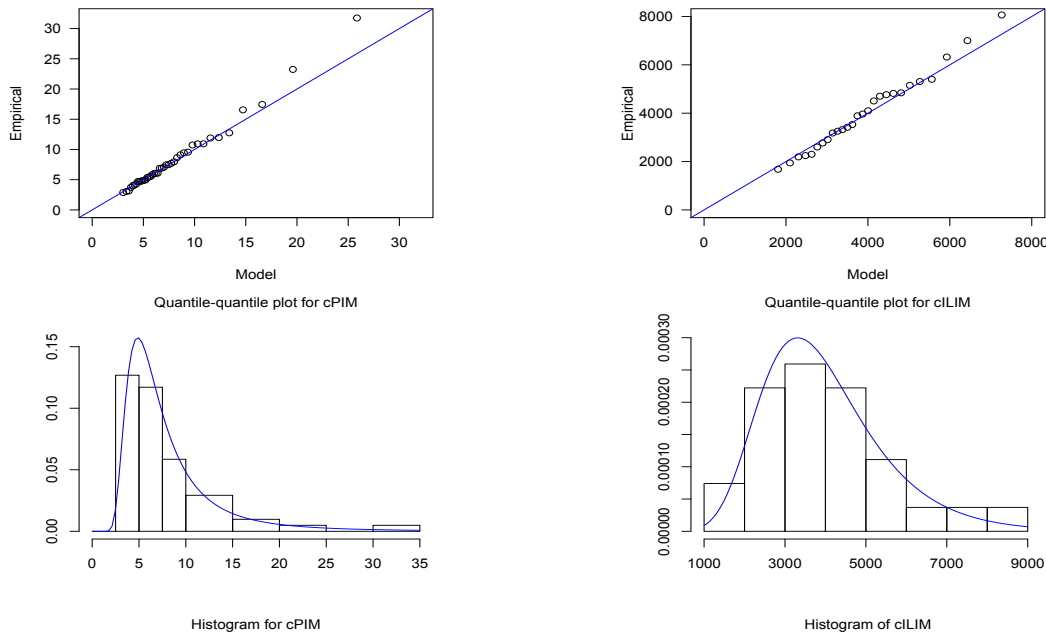 30
25
20
15
10
5
0
Empirical
0 5 10 15 20 25 30
Model
Quantile-quantile plot for cPIM
8000
6000
4000
2000
0
Empirical
0 2000 4000 6000 8000
Model
Quantile-quantile plot for cILIM
0.15
0.10
0.05
0.00
0 5 10 15 20 25 30 35
Histogram for cPIM
0.00030
0.00020
0.00010
0.00000
1000 3000 5000 7000 9000
Histogram of cILIM